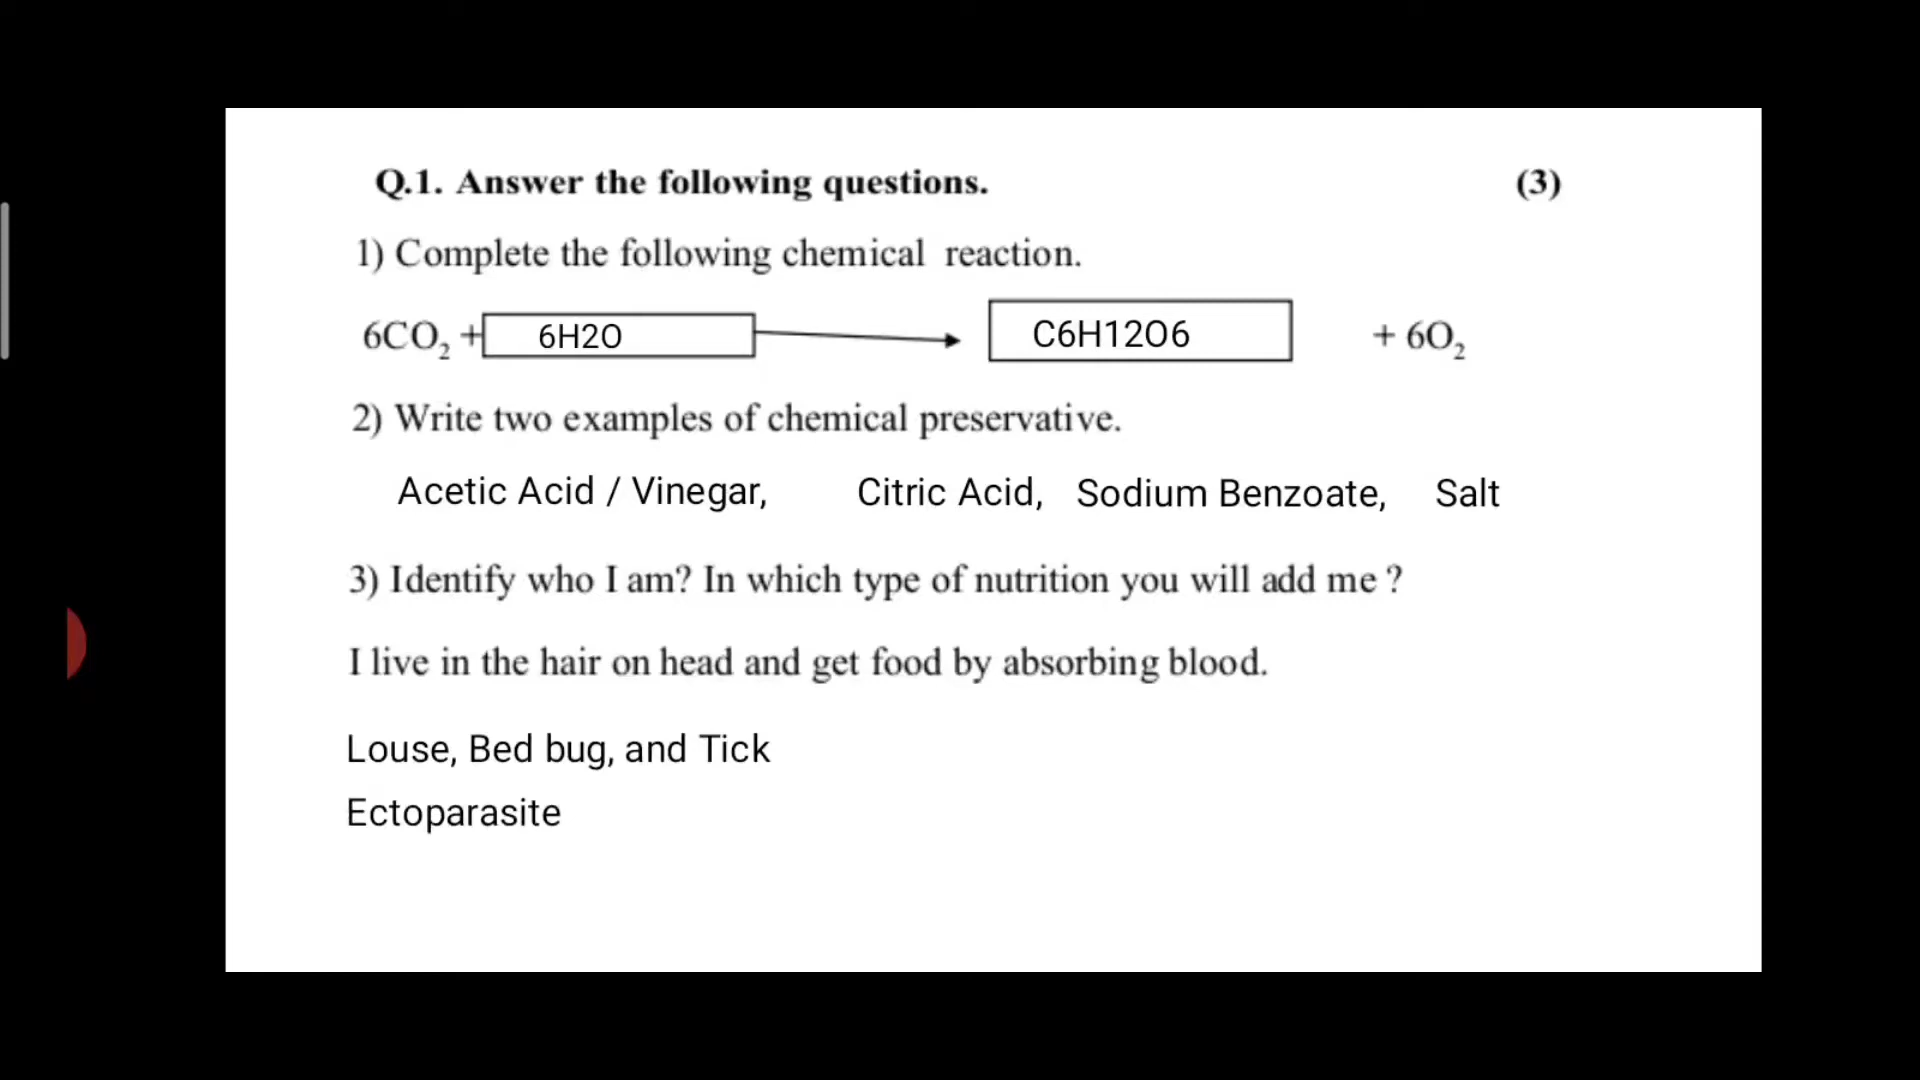 Q.1. Answer the following questions. (3)
1) Complete the following chemical reaction.
6CO₂ + 6H2O C6H12O6 + 6O₂
2) Write two examples of chemical preservative.
Acetic Acid / Vinegar, Citric Acid, Sodium Benzoate, Salt
3) Identify who I am? In which type of nutrition you will add me ?
I live in the hair on head and get food by absorbing blood.
Louse, Bed bug, and Tick
Ectoparasite